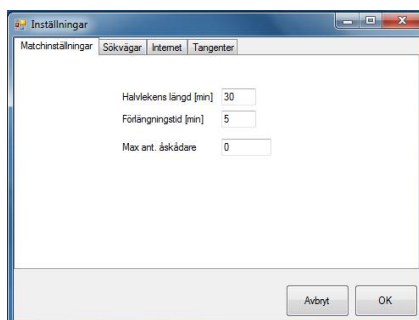 Inställningar
Matchinställningar Sökvägar Internet Tangenter
Halvlekens längd [min] 30
Förlängningstid [min] 5
Max ant. åskådare 0
Avbryt OK